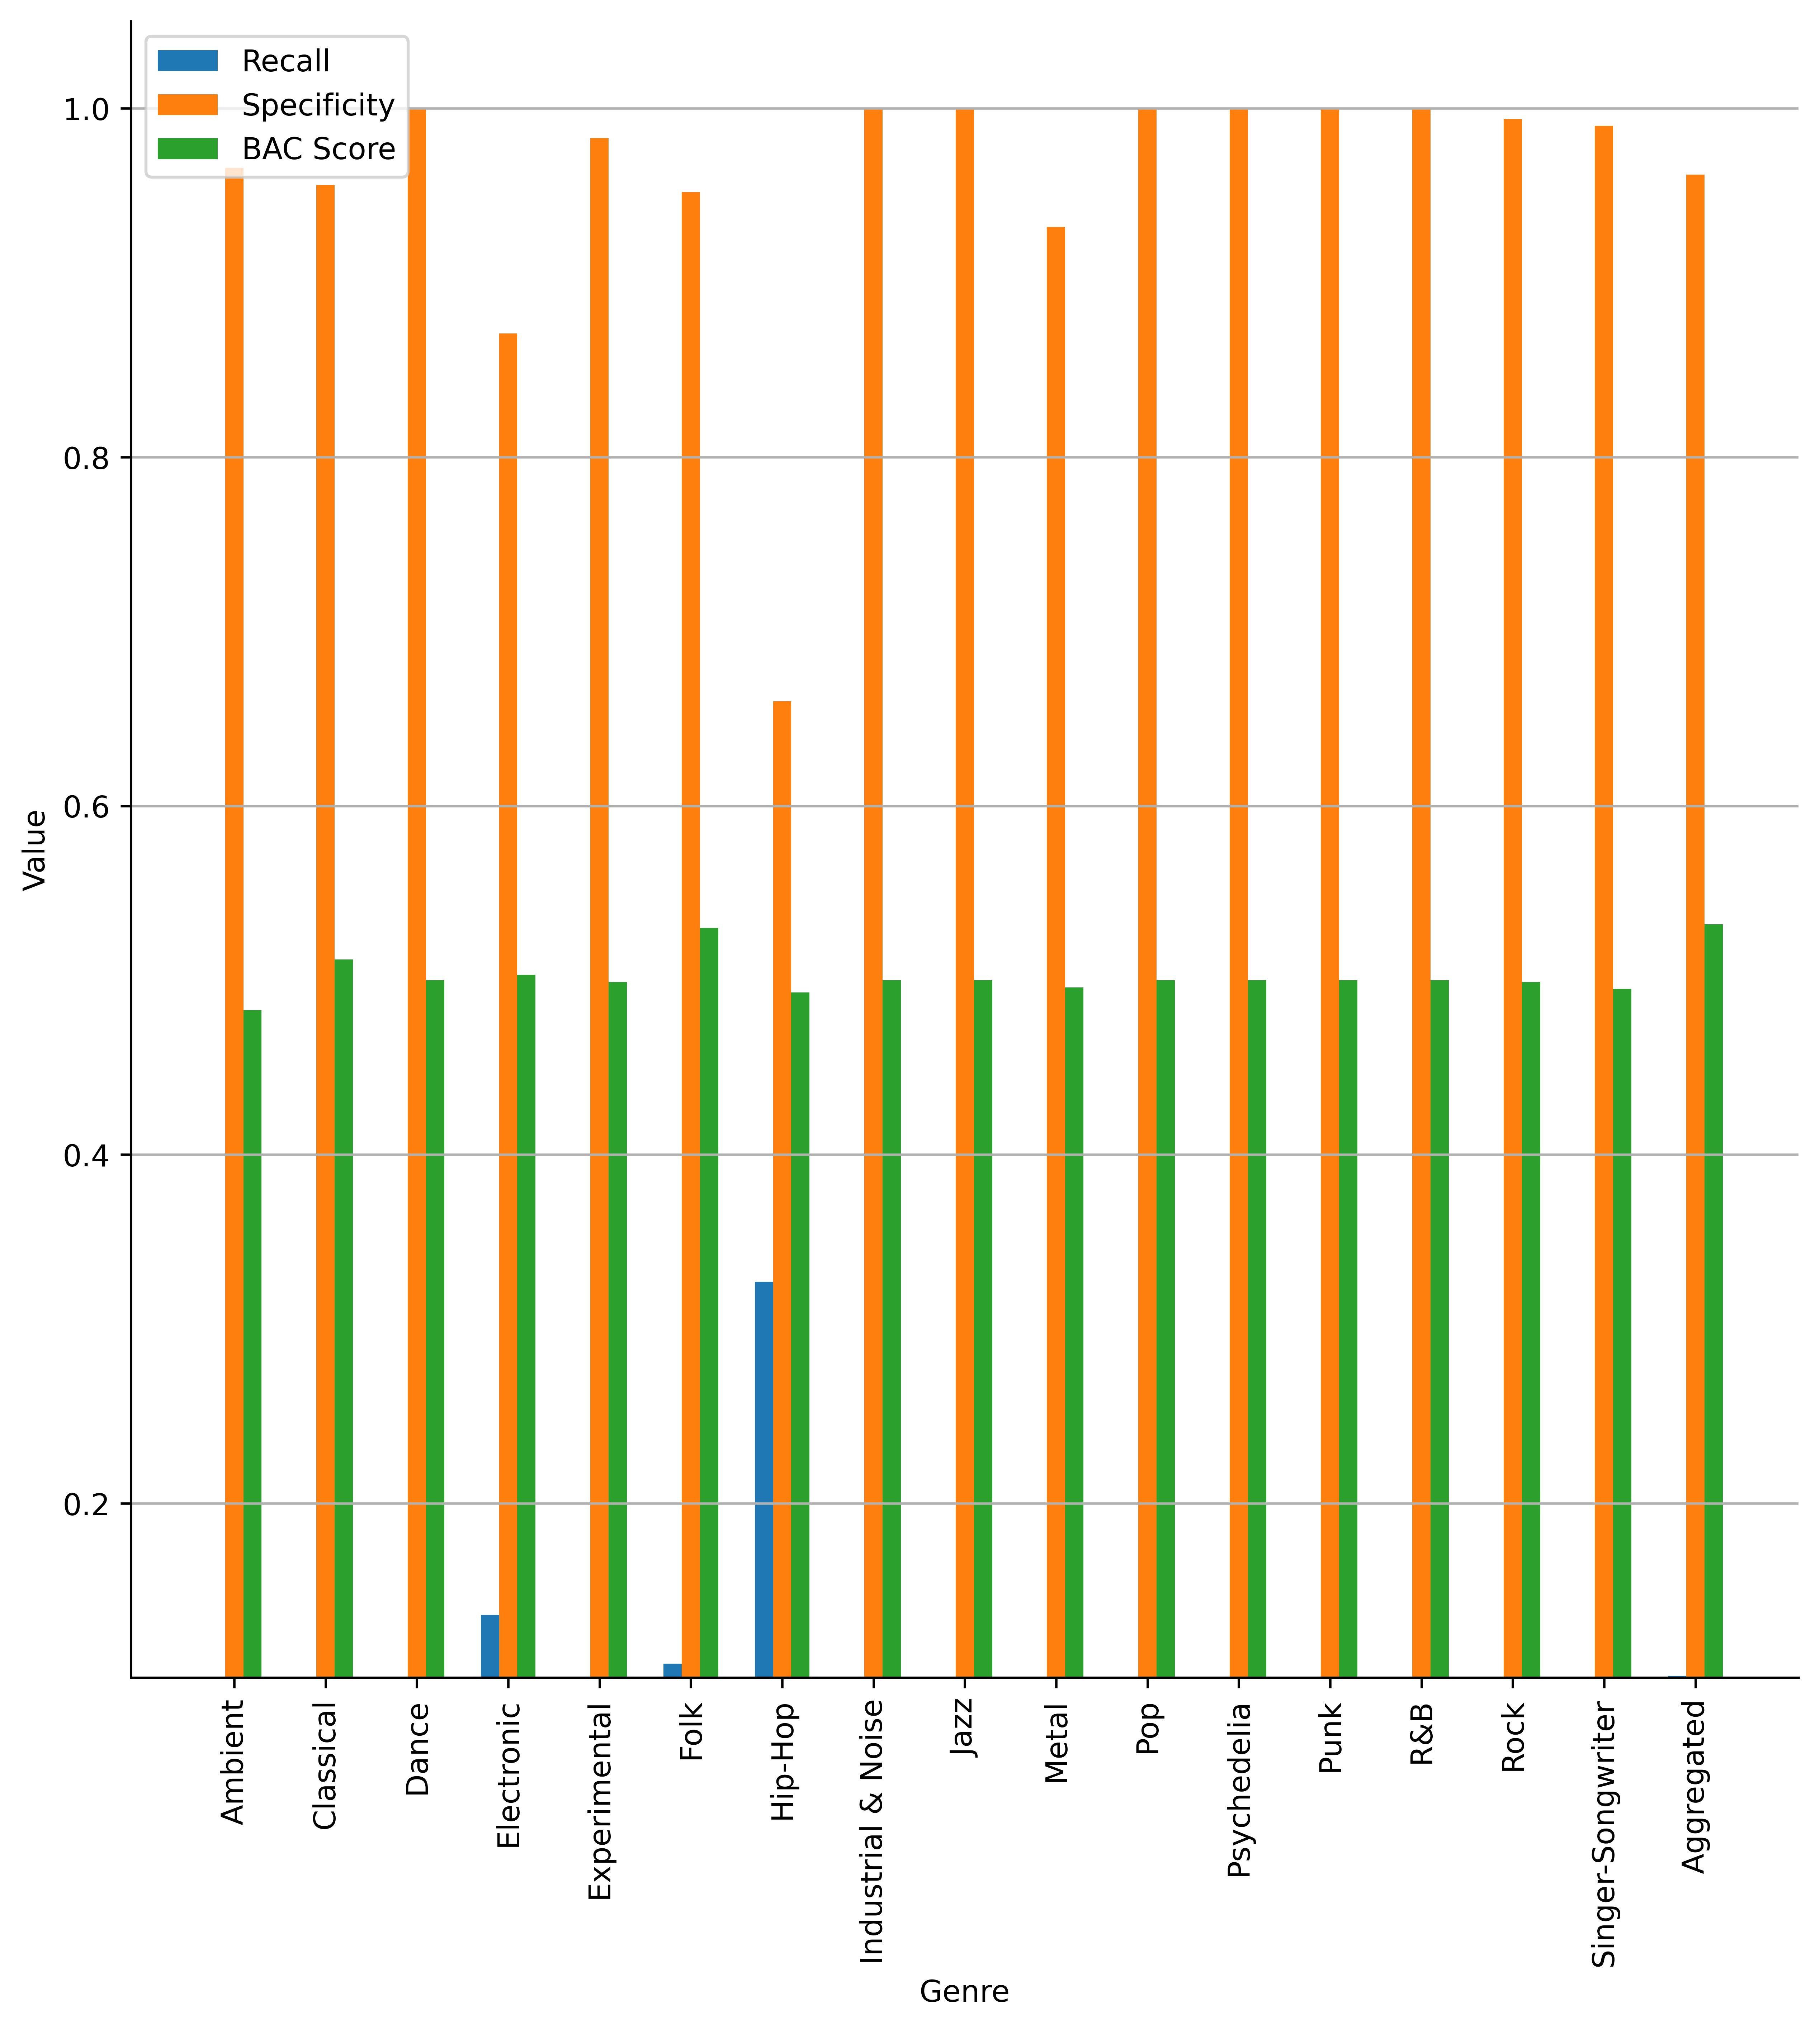 Recall
Specificity
BAC Score
1.0
0.8
0.6
0.4
0.2
Value
Ambient
Classical
Dance
Electronic
Experimental
Folk
Hip-Hop
Industrial & Noise
Jazz
Metal
Pop
Psychedelia
Punk
R&B
Rock
Singer-Songwriter
Aggregated
Genre